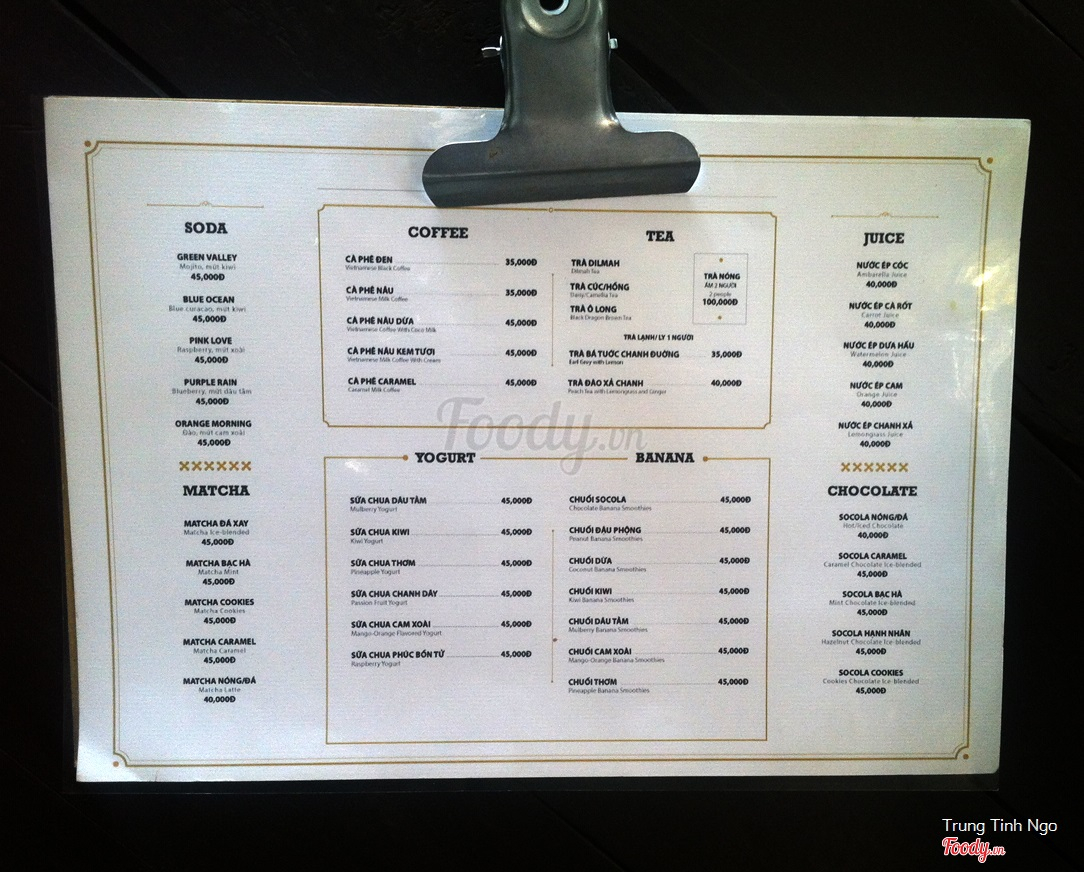 SODA
GREEN VALLEY
Mojito, mứt kiwi
45,000Đ
BLUE OCEAN
Blue curacao, mứt kiwi
45,000Đ
PINK LOVE
Raspberry, mứt xoài
45,000Đ
PURPLE RAIN
Blueberry, mứt dâu tằm
45,000Đ
ORANGE MORNING
Đào, mứt cam xoài
45,000Đ
MATCHA
MATCHA ĐÁ XAY
Matcha Ice-blended
45,000Đ
MATCHA BẠC HÀ
Matcha Mint
45,000Đ
MATCHA COOKIES
Matcha Cookies
45,000Đ
MATCHA CARAMEL
Matcha Caramel
45,000Đ
MATCHA NÓNG/ĐÁ
Matcha Latte
40,000Đ
COFFEE
CÀ PHÊ ĐEN 35,000Đ
Vietnamese Black Coffee
CÀ PHÊ NÂU 35,000Đ
Vietnamese Milk Coffee
CÀ PHÊ NÂU DỪA 45,000Đ
Vietnamese Coffee With Coco Milk
CÀ PHÊ NÂU KEM TƯƠI 45,000Đ
Vietnamese Milk Coffee With Cream
CÀ PHÊ CARAMEL 45,000Đ
Caramel Milk Coffee
TEA
TRÀ DILMAH
Dilmah Tea
TRÀ CÚC/HỒNG
Daisy/Camellia Tea
TRÀ Ô LONG
Black Dragon Brown Tea
TRÀ NÓNG
ẤM 2 NGƯỜI
2 people
100,000Đ
TRÀ LẠNH/ LY 1 NGƯỜI
TRÀ BÁ TƯỚC CHANH ĐƯỜNG 35,000Đ
Earl Grey with Lemon
TRÀ ĐÀO XẢ CHANH 40,000Đ
Peach Tea with Lemongrass and Ginger
YOGURT
SỮA CHUA DÂU TẰM 45,000Đ
Mulberry Yogurt
SỮA CHUA KIWI 45,000Đ
Kiwi Yogurt
SỮA CHUA THƠM 45,000Đ
Pineapple Yogurt
SỮA CHUA CHANH DÂY 45,000Đ
Passion Fruit Yogurt
SỮA CHUA CAM XOÀI 45,000Đ
Mango-Orange Flavored Yogurt
SỮA CHUA PHÚC BỒN TỬ 45,000Đ
Raspberry Yogurt
BANANA
CHUỐI SOCOLA 45,000Đ
Chocolate Banana Smoothies
CHUỐI ĐẬU PHỘNG 45,000Đ
Peanut Banana Smoothies
CHUỐI DỪA 45,000Đ
Coconut Banana Smoothies
CHUỐI KIWI 45,000Đ
Kiwi Banana Smoothies
CHUỐI DÂU TẰM 45,000Đ
Mulberry Banana Smoothies
CHUỐI CAM XOÀI 45,000Đ
Mango-Orange Banana Smoothies
CHUỐI THƠM 45,000Đ
Pineapple Banana Smoothies
JUICE
NƯỚC ÉP CÓC
Ambarella Juice
40,000Đ
NƯỚC ÉP CÀ RỐT
Carrot Juice
40,000Đ
NƯỚC ÉP DƯA HẤU
Watermelon Juice
40,000Đ
NƯỚC ÉP CAM
Orange Juice
40,000Đ
NƯỚC ÉP CHANH XẢ
Lemongrass Juice
40,000Đ
CHOCOLATE
SOCOLA NÓNG/ĐÁ
Hot/Iced Chocolate
40,000Đ
SOCOLA CARAMEL
Caramel Chocolate Ice-blended
45,000Đ
SOCOLA BẠC HÀ
Mint Chocolate Ice-blended
45,000Đ
SOCOLA HẠNH NHÂN
Hazelnut Chocolate Ice-blended
45,000Đ
SOCOLA COOKIES
Cookies Chocolate Ice-blended
45,000Đ
Foody.vn
Trung Tinh Ngo
Foody.vn